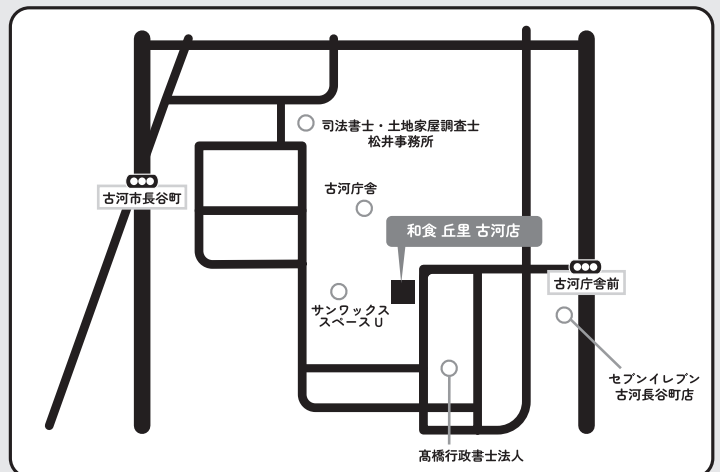 司法書士・土地家屋調査士
松井事務所
古河市長谷町
古河庁舎
和食 丘里 古河店
古河庁舎前
サンワックス
スペースU
セブンイレブン
古河長谷町店
髙橋行政書士法人